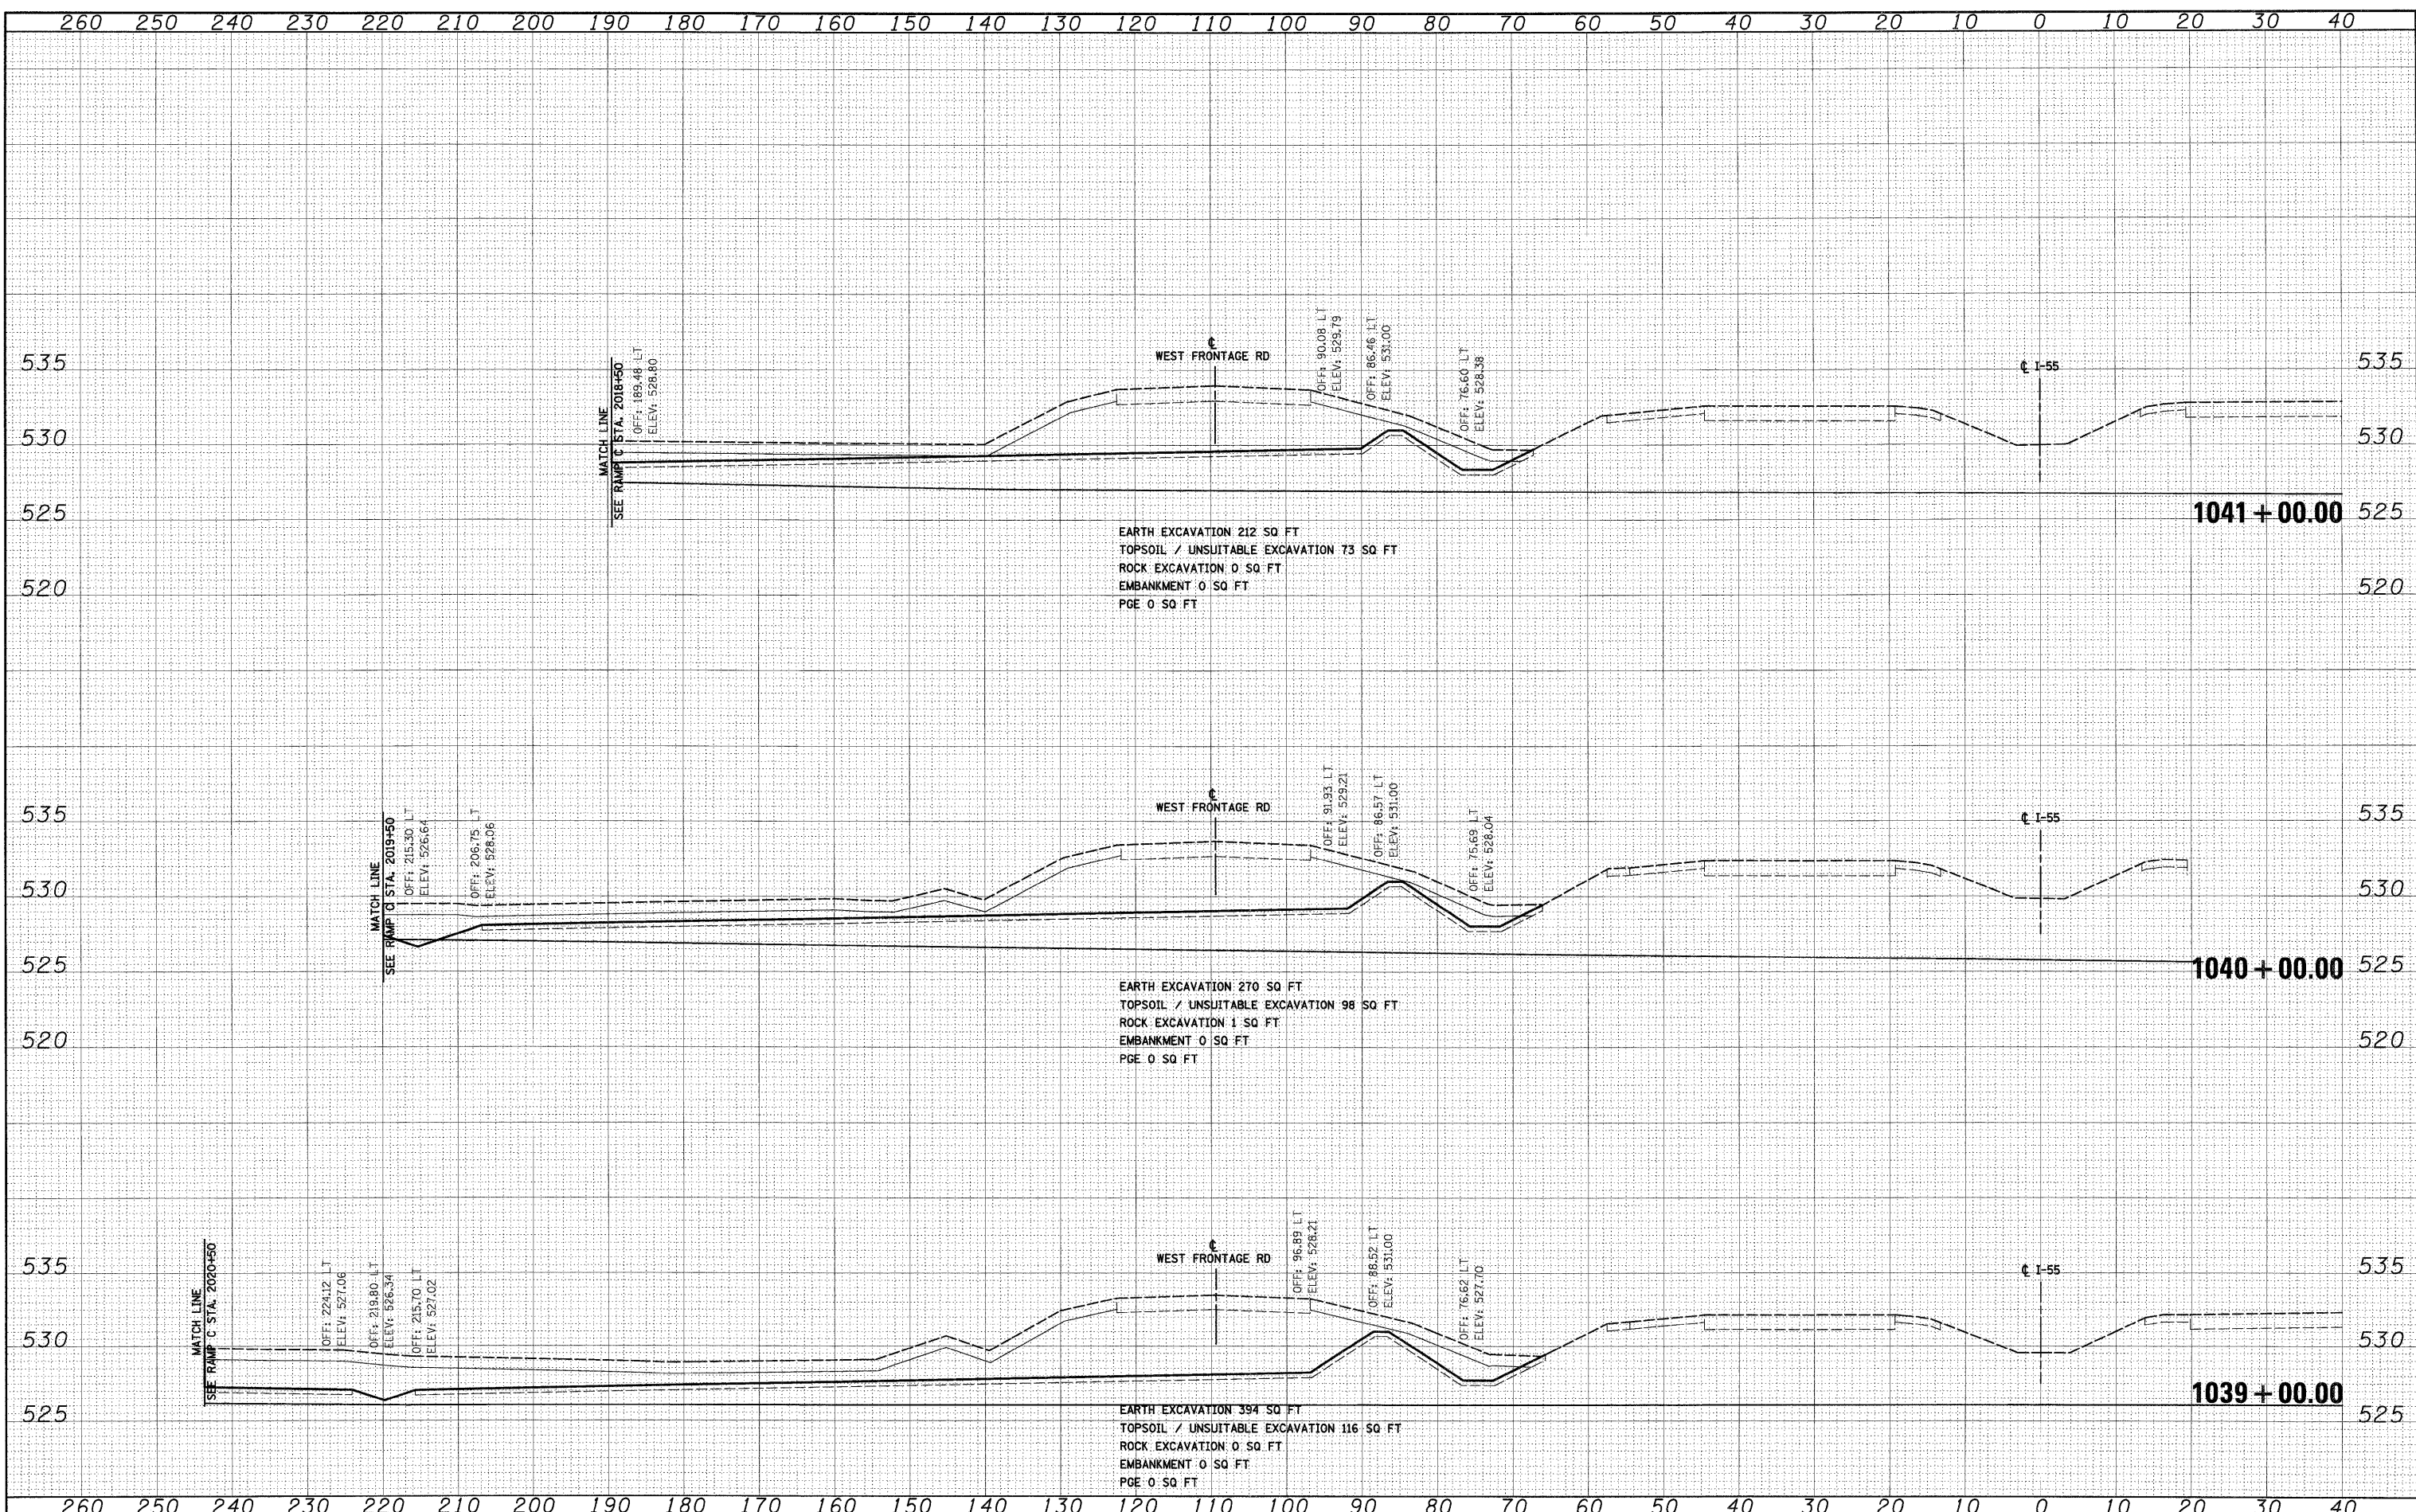 260 250 240 230 220 210 200 190 180 170 160 150 140 130 120 110 100 90 80 70 60 50 40 30 20 10 0 10 20 30 40
MATCH LINE
SEE RAMP C STA. 2018+50
OFF: 189.48 LT
ELEV: 528.80
℄
WEST FRONTAGE RD
OFF: 90.08 LT
ELEV: 529.79
OFF: 86.46 LT
ELEV: 531.00
OFF: 76.60 LT
ELEV: 528.38
℄ I-55
535 535
530 530
525 1041+00.00 525
EARTH EXCAVATION 212 SQ FT
TOPSOIL / UNSUITABLE EXCAVATION 73 SQ FT
ROCK EXCAVATION 0 SQ FT
EMBANKMENT 0 SQ FT
PGE 0 SQ FT
520 520
MATCH LINE
SEE RAMP C STA. 2019+50
OFF: 215.30 LT
ELEV: 526.64
OFF: 206.75 LT
ELEV: 528.06
℄
WEST FRONTAGE RD
OFF: 91.93 LT
ELEV: 529.21
OFF: 86.57 LT
ELEV: 531.00
OFF: 75.69 LT
ELEV: 528.04
℄ I-55
535 535
530 530
525 1040+00.00 525
EARTH EXCAVATION 270 SQ FT
TOPSOIL / UNSUITABLE EXCAVATION 98 SQ FT
ROCK EXCAVATION 1 SQ FT
EMBANKMENT 0 SQ FT
PGE 0 SQ FT
520 520
MATCH LINE
SEE RAMP C STA. 2020+50
OFF: 224.12 LT
ELEV: 527.06
OFF: 219.80 LT
ELEV: 526.34
OFF: 215.70 LT
ELEV: 527.02
℄
WEST FRONTAGE RD
OFF: 96.89 LT
ELEV: 528.21
OFF: 88.52 LT
ELEV: 531.00
OFF: 76.62 LT
ELEV: 527.70
℄ I-55
535 535
530 530
525 1039+00.00 525
EARTH EXCAVATION 394 SQ FT
TOPSOIL / UNSUITABLE EXCAVATION 116 SQ FT
ROCK EXCAVATION 0 SQ FT
EMBANKMENT 0 SQ FT
PGE 0 SQ FT
260 250 240 230 220 210 200 190 180 170 160 150 140 130 120 110 100 90 80 70 60 50 40 30 20 10 0 10 20 30 40